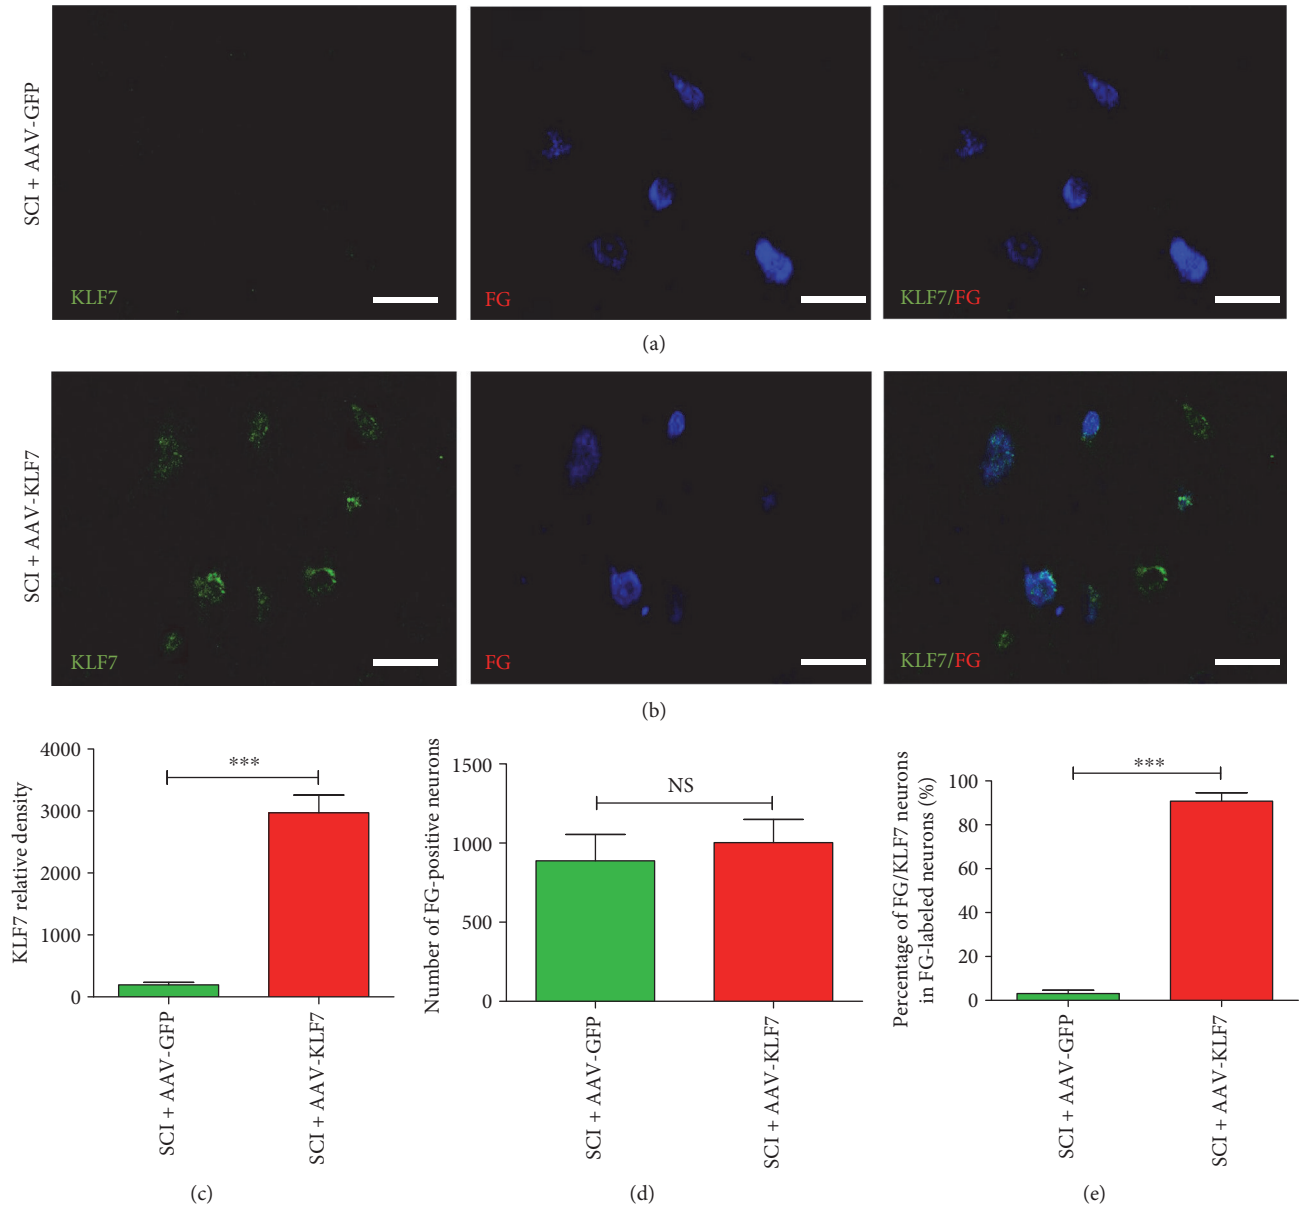 SCI + AAV-GFP
KLF7
FG
KLF7/FG
(a)
SCI + AAV-KLF7
KLF7
FG
KLF7/FG
(b)
KLF7 relative density
4000
3000
2000
1000
0
***
SCI + AAV-GFP
SCI + AAV-KLF7
(c)
Number of FG-positive neurons
1500
1000
500
0
NS
SCI + AAV-GFP
SCI + AAV-KLF7
(d)
Percentage of FG/KLF7 neurons
in FG-labeled neurons (%)
100
80
60
40
20
0
***
SCI + AAV-GFP
SCI + AAV-KLF7
(e)